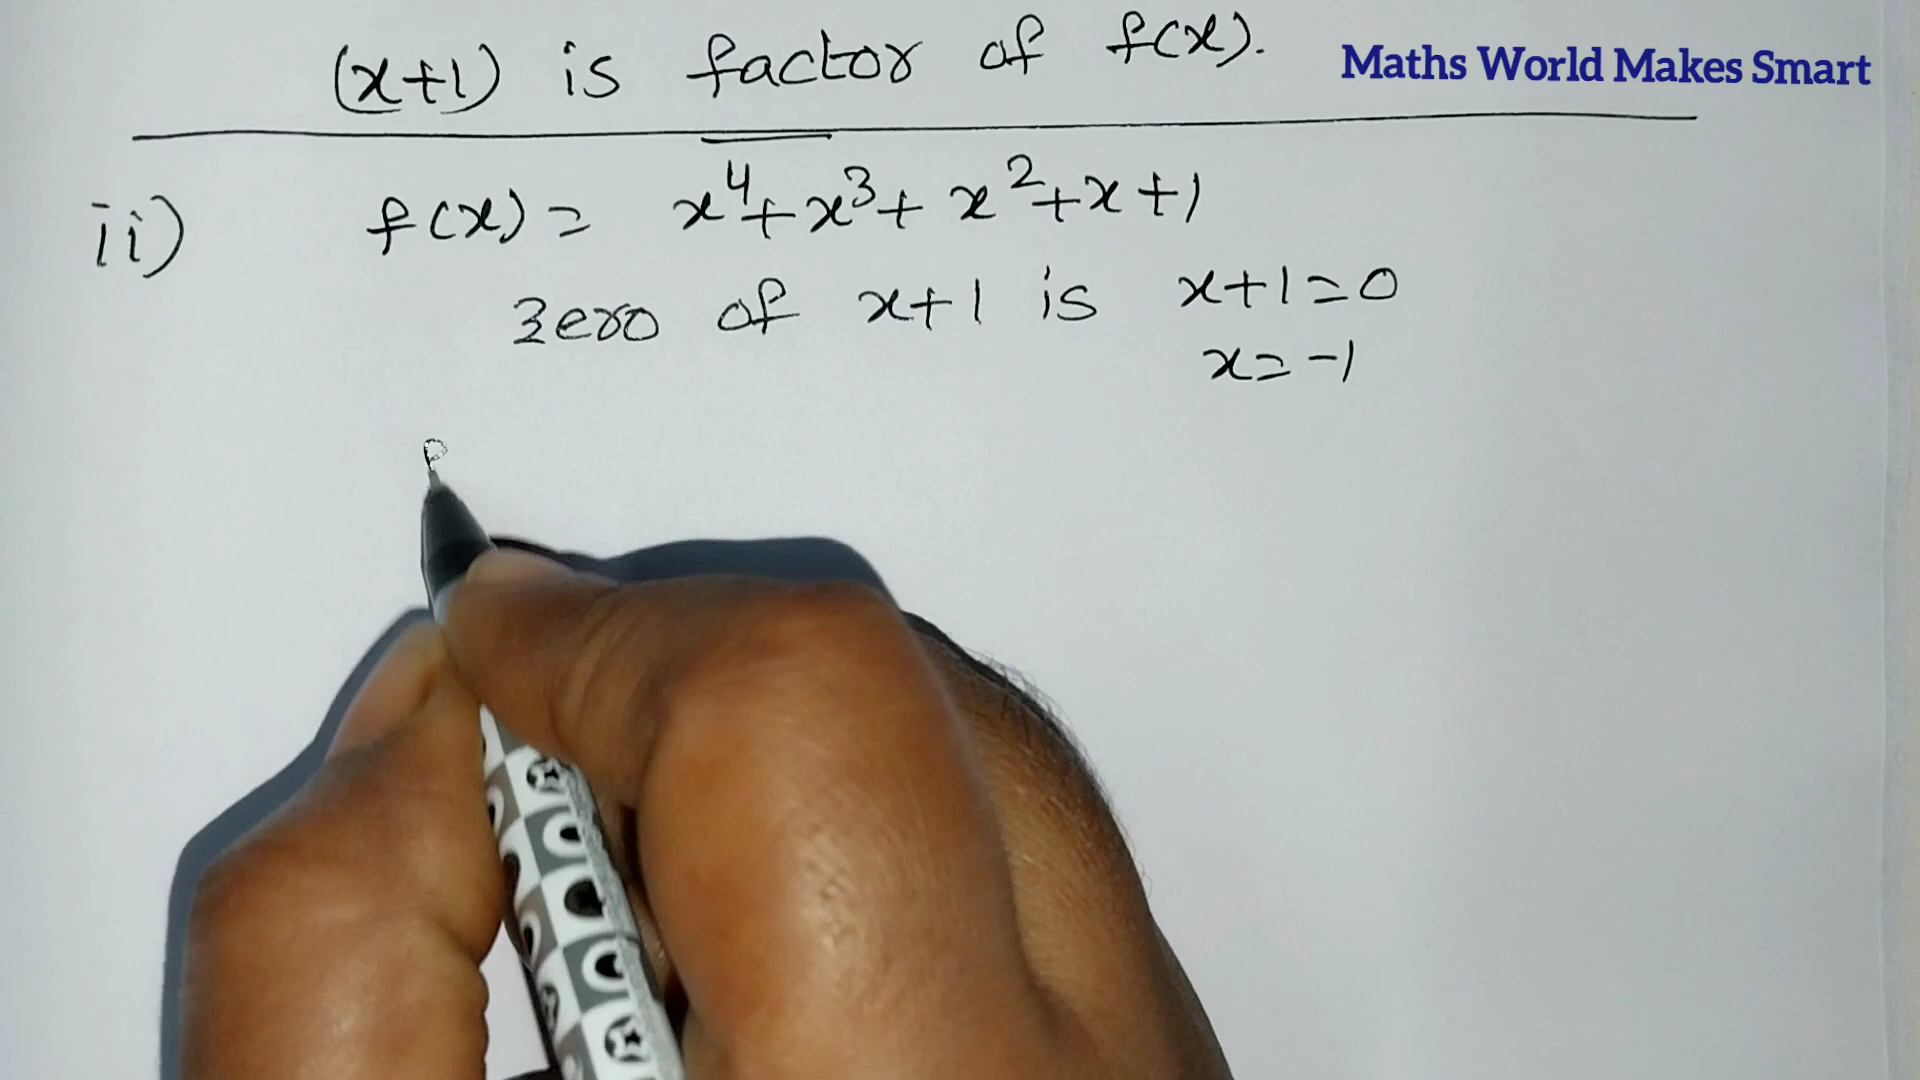 (x+1) is factor of f(x).
Maths World Makes Smart
ii) f(x) = x⁴+x³+x²+x+1
zero of x+1 is x+1=0
x=-1